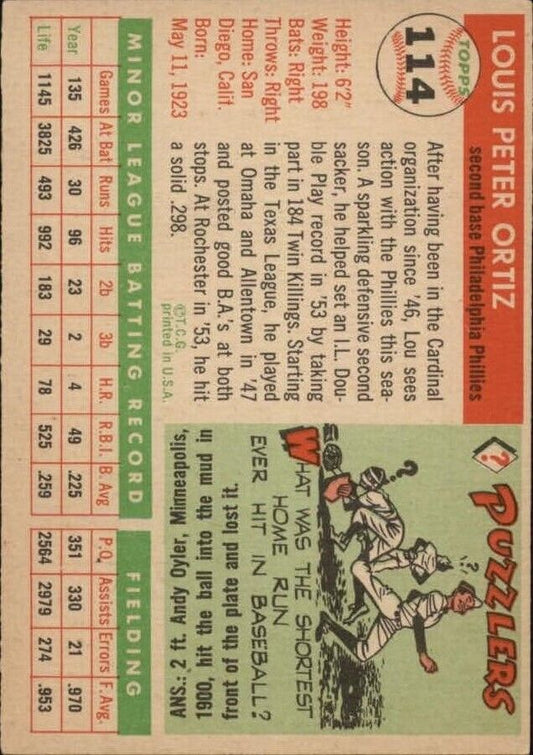 TOPPS
114
LOUIS PETER ORTIZ
second base Philadelphia Phillies
Height: 6'2"
Weight: 198
Bats: Right
Throws: Right
Home: San
Diego, Calif.
Born:
May 11, 1923
After having been in the Cardinal
organization since '46, Lou sees
action with the Phillies this sea-
son. A sparkling defensive second
sacker, he helped set an I.L. Dou-
ble Play record in '53 by taking
part in 184 Twin Killings. Starting
in the Texas League, he played
at Omaha and Allentown in '47
and posted good B.A.'s at both
stops. At Rochester in '53, he hit
a solid .298.
©T.C.G.
printed in U.S.A.
?
PUZZLERS
?
?
WHAT WAS THE SHORTEST
HOME RUN
EVER HIT IN BASEBALL?
ANS.: 2 ft. Andy Oyler, Minneapolis,
1900, hit the ball into the mud in
front of the plate and lost it.
MINOR LEAGUE BATTING RECORD
FIELDING
Games At Bat Runs Hits 2b 3b H.R. R.B.I. B. Avg P.O. Assists Errors F. Avg.
Year 135 426 30 96 23 2 4 49 .225 351 330 21 .970
Life 1145 3825 493 992 183 29 78 525 .259 2564 2979 274 .953